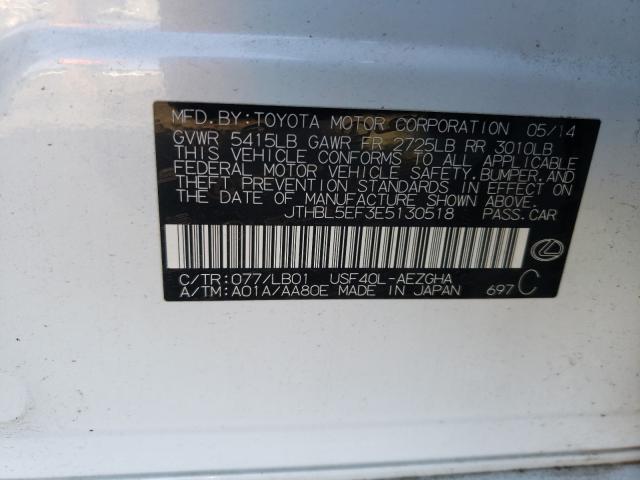 MFD.BY:TOYOTA MOTOR CORPORATION 05/14
GVWR 5415LB GAWR FR 2725LB RR 3010LB
THIS VEHICLE CONFORMS TO ALL APPLICABLE
FEDERAL MOTOR VEHICLE SAFETY,BUMPER,AND
THEFT PREVENTION STANDARDS IN EFFECT ON
THE DATE OF MANUFACTURE SHOWN ABOVE.
JTHBL5EF3E5130518 PASS.CAR
C/TR:077/LB01 USF40L-AEZGHA
A/TM:A01A/AA80E MADE IN JAPAN 697 C